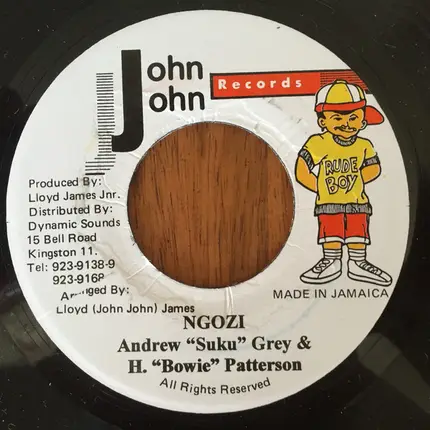 John
John
Records
RUDE
BOY
Produced By:
Lloyd James Jnr.
Distributed By:
Dynamic Sounds
15 Bell Road
Kingston 11.
Tel: 923-9138-9
923-9168
Arranged By:
Lloyd (John John) James
MADE IN JAMAICA
NGOZI
Andrew "Suku" Grey &
H. "Bowie" Patterson
All Rights Reserved